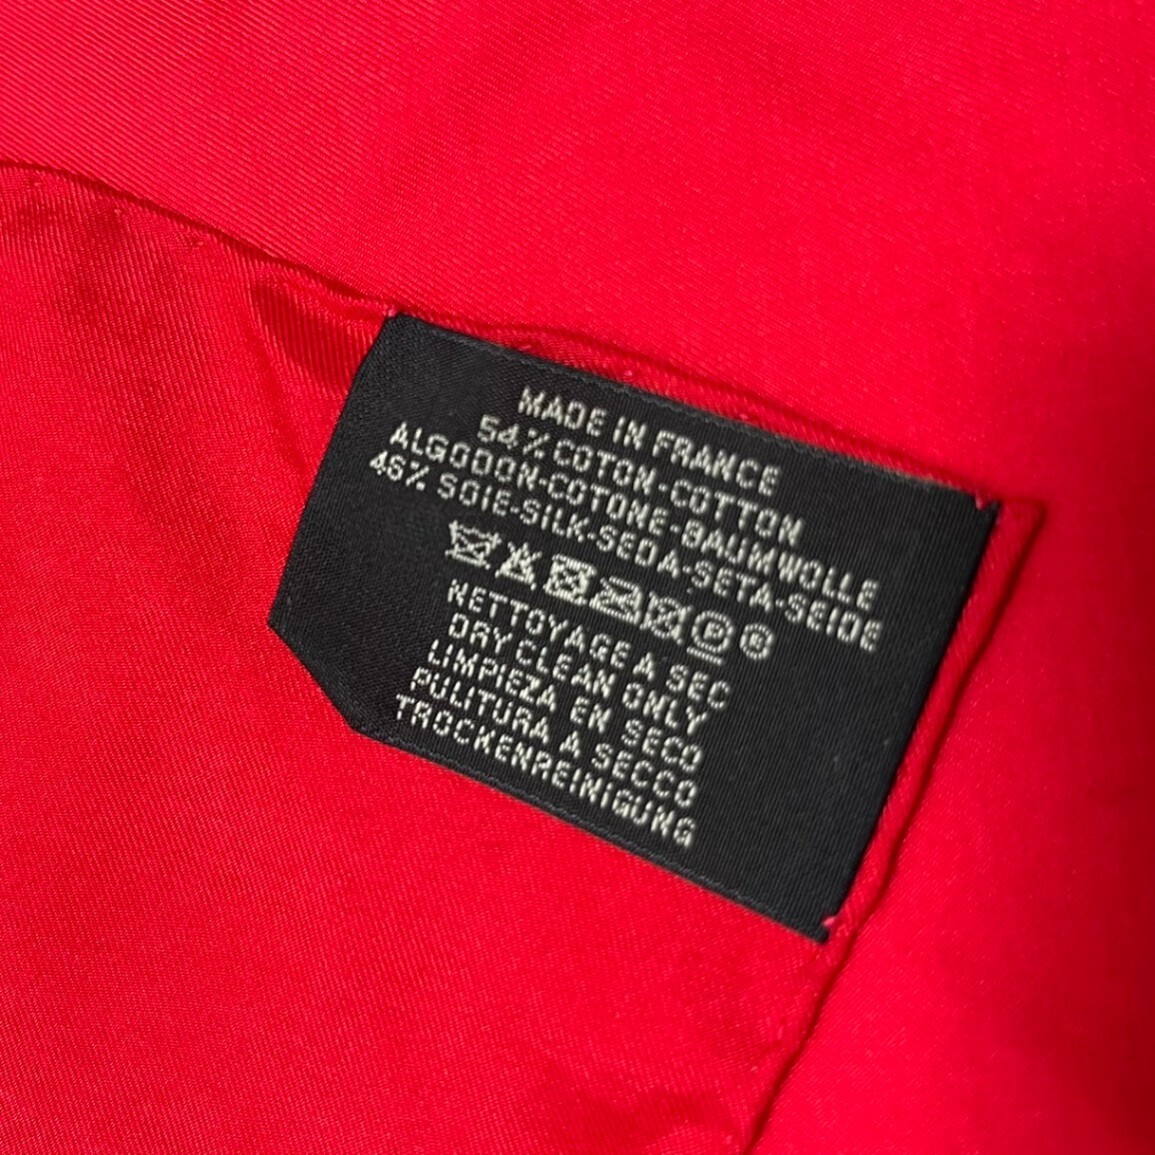 MADE IN FRANCE
54% COTON-COTTON
ALGODON-COTONE-BAUMWOLLE
46% SOIE-SILK-SEDA-SETA-SEIDE
P ®
NETTOYAGE A SEC
DRY CLEAN ONLY
LIMPIEZA EN SECO
PULITURA A SECCO
TROCKENREINIGUNG